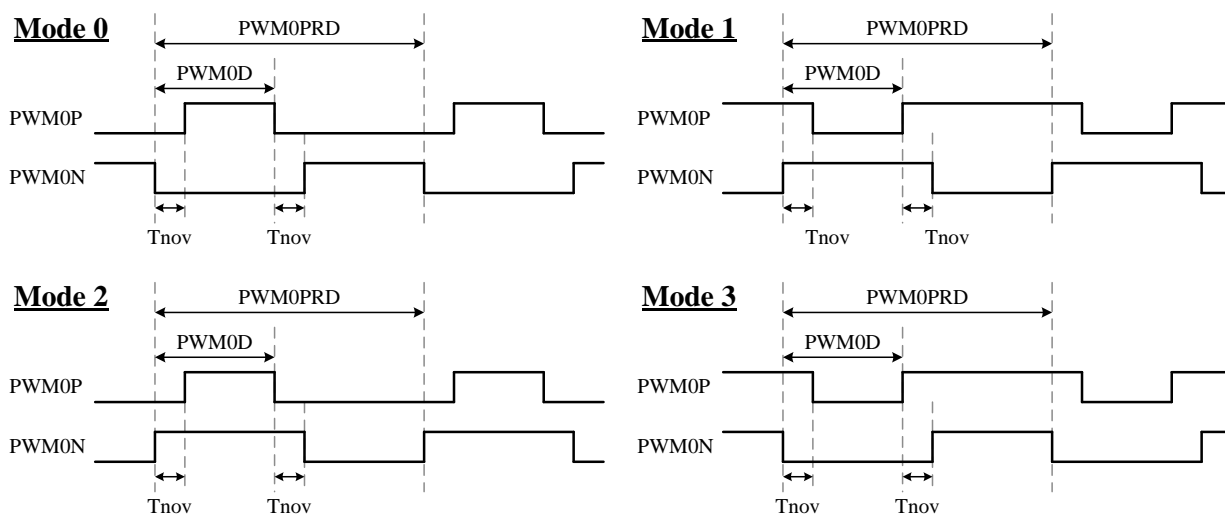 Mode 0
PWM0PRD
PWM0D
PWM0P
PWM0N
Tnov
Tnov
Mode 1
PWM0PRD
PWM0D
PWM0P
PWM0N
Tnov
Tnov
Mode 2
PWM0PRD
PWM0D
PWM0P
PWM0N
Tnov
Tnov
Mode 3
PWM0PRD
PWM0D
PWM0P
PWM0N
Tnov
Tnov